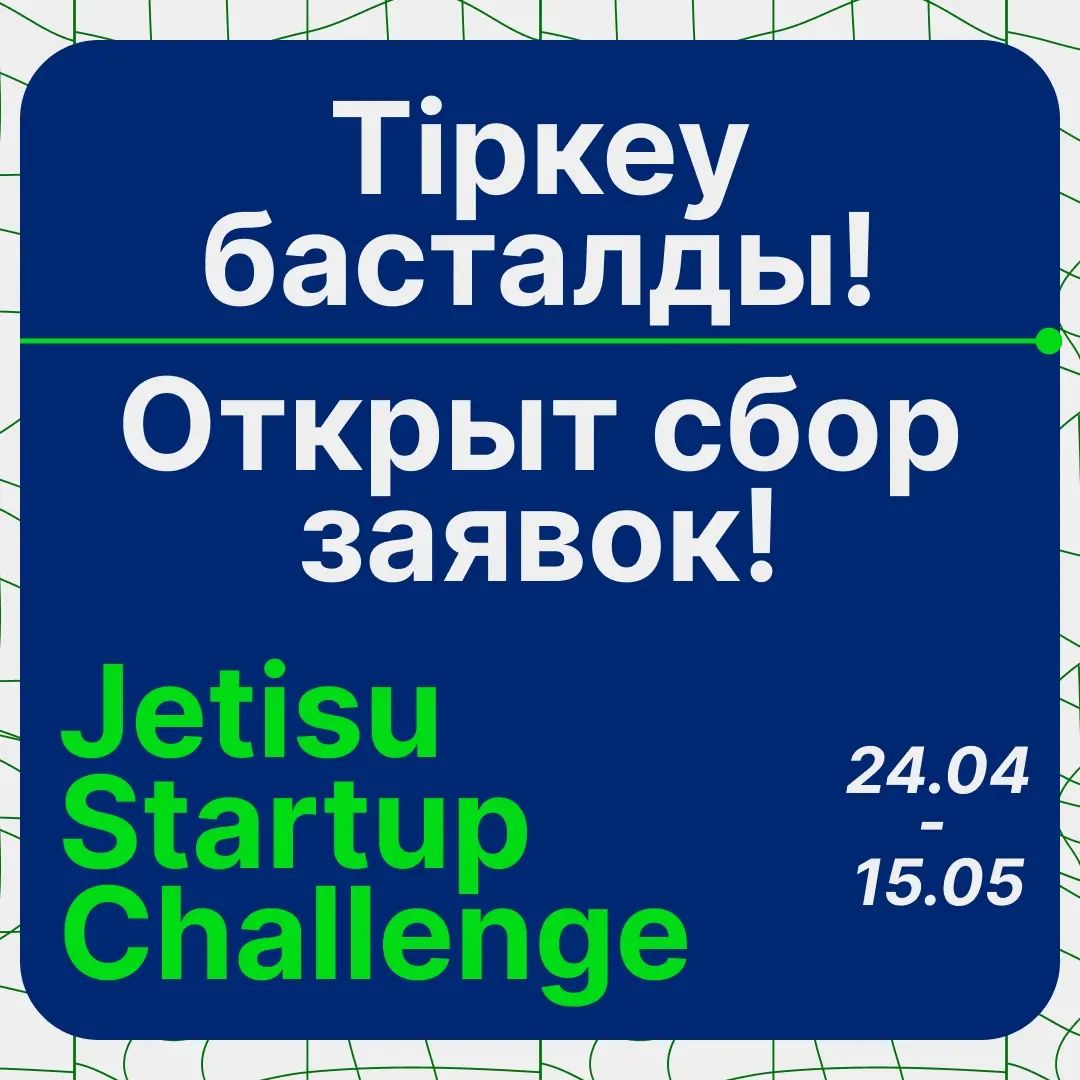 Тіркеу
басталды!
Открыт сбор
заявок!
Jetisu
Startup
Challenge
24.04
-
15.05